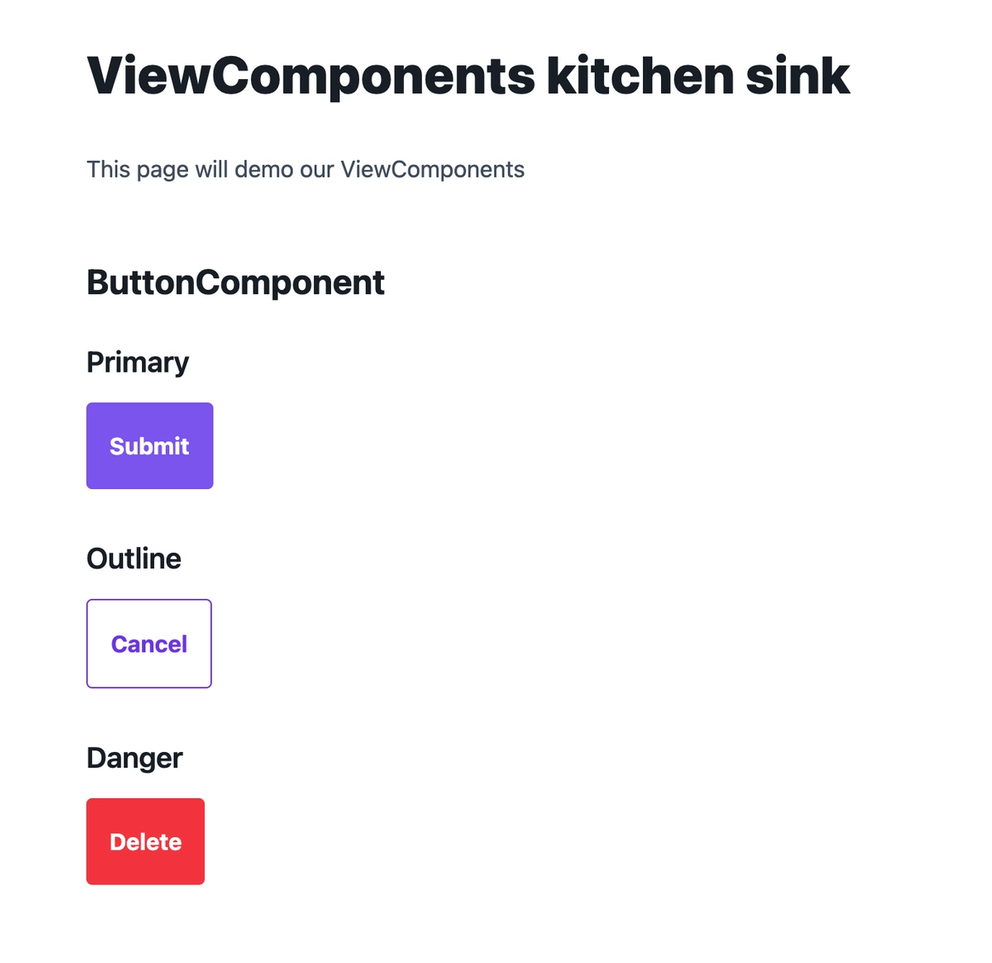 ViewComponents kitchen sink
This page will demo our ViewComponents
ButtonComponent
Primary
Submit
Outline
Cancel
Danger
Delete